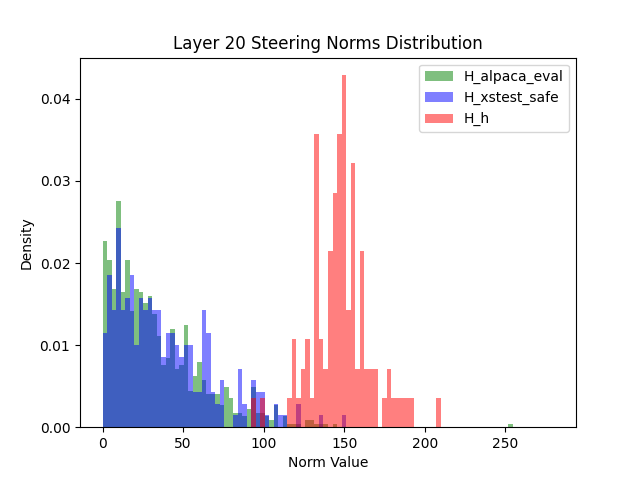 Layer 20 Steering Norms Distribution
H_alpaca_eval
H_xstest_safe
H_h
0.04
0.03
0.02
0.01
0.00
Density
0 50 100 150 200 250
Norm Value